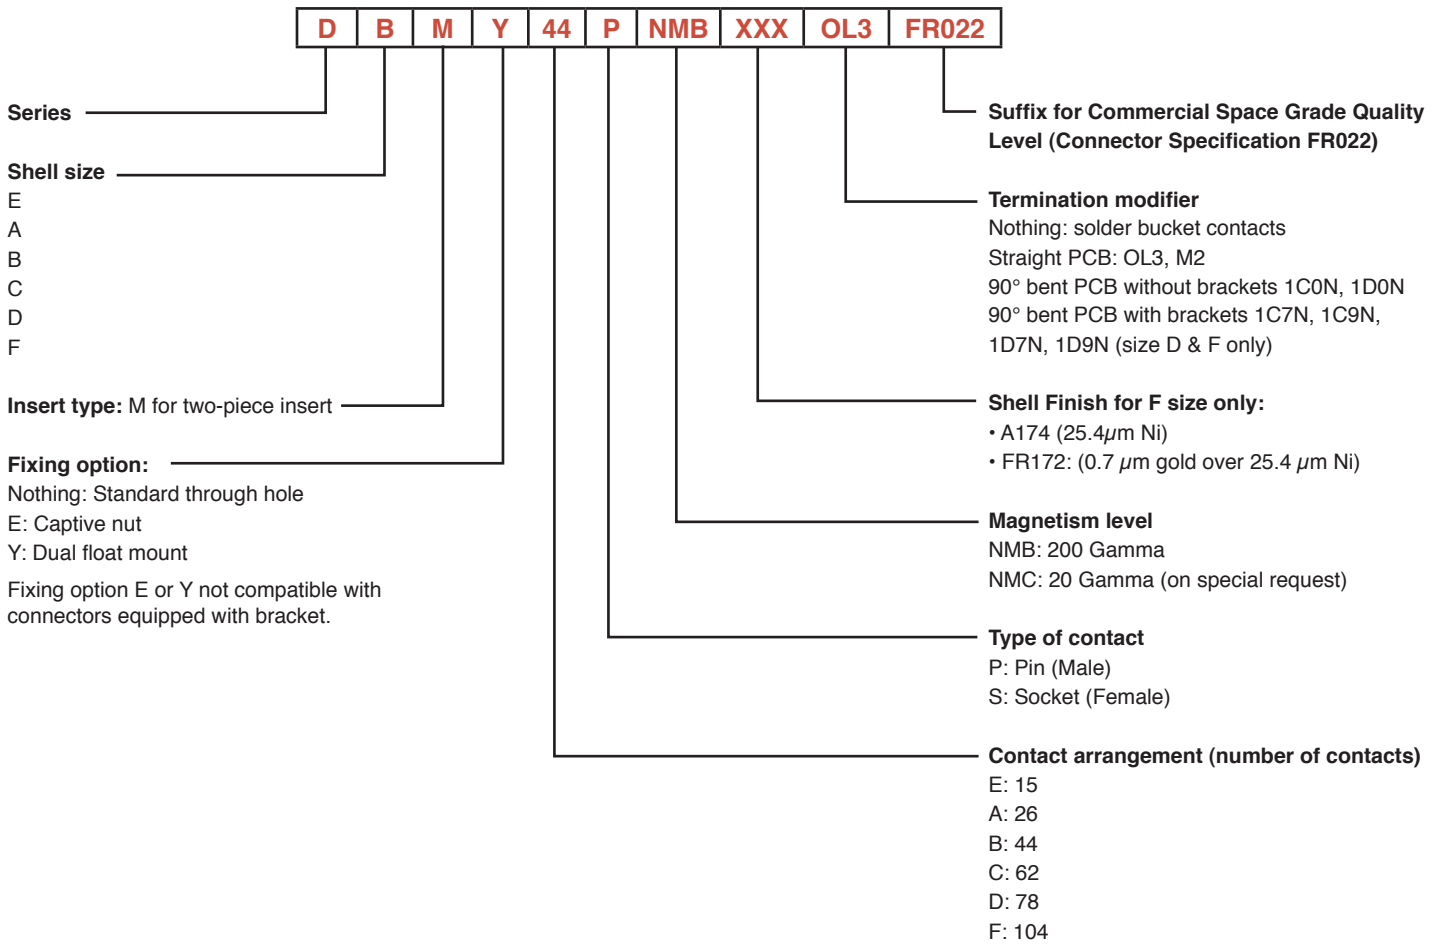 D B M Y 44 P NMB XXX OL3 FR022
Series
Shell size
E
A
B
C
D
F
Insert type: M for two-piece insert
Fixing option:
Nothing: Standard through hole
E: Captive nut
Y: Dual float mount
Fixing option E or Y not compatible with
connectors equipped with bracket.
Suffix for Commercial Space Grade Quality
Level (Connector Specification FR022)
Termination modifier
Nothing: solder bucket contacts
Straight PCB: OL3, M2
90° bent PCB without brackets 1C0N, 1D0N
90° bent PCB with brackets 1C7N, 1C9N,
1D7N, 1D9N (size D & F only)
Shell Finish for F size only:
• A174 (25.4µm Ni)
• FR172: (0.7 µm gold over 25.4 µm Ni)
Magnetism level
NMB: 200 Gamma
NMC: 20 Gamma (on special request)
Type of contact
P: Pin (Male)
S: Socket (Female)
Contact arrangement (number of contacts)
E: 15
A: 26
B: 44
C: 62
D: 78
F: 104